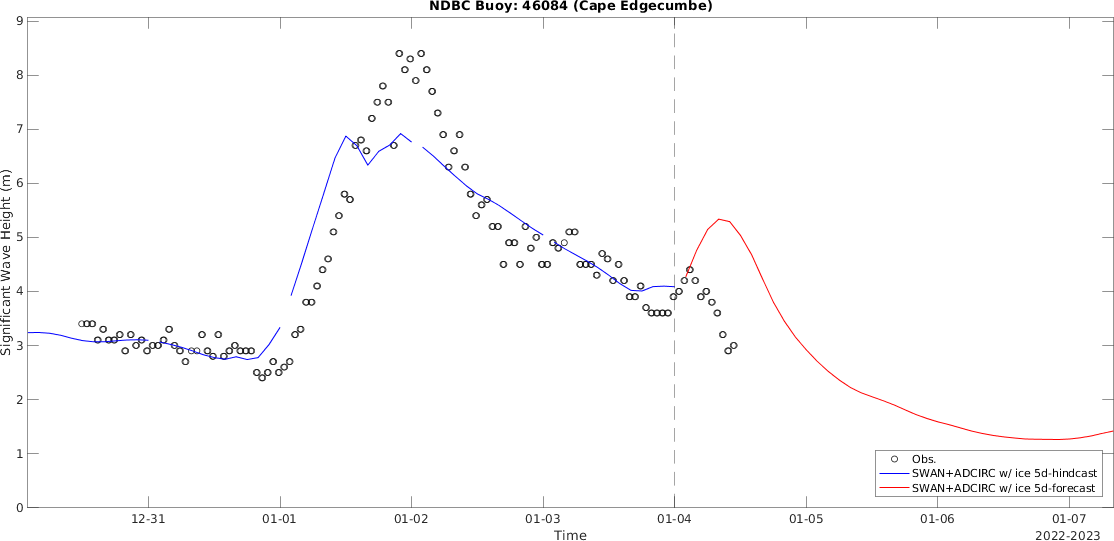 NDBC Buoy: 46084 (Cape Edgecumbe)
Significant Wave Height (m)
9
8
7
6
5
4
3
2
1
0
Obs.
SWAN+ADCIRC w/ ice 5d-hindcast
SWAN+ADCIRC w/ ice 5d-forecast
12-31 01-01 01-02 01-03 01-04 01-05 01-06 01-07
Time
2022-2023